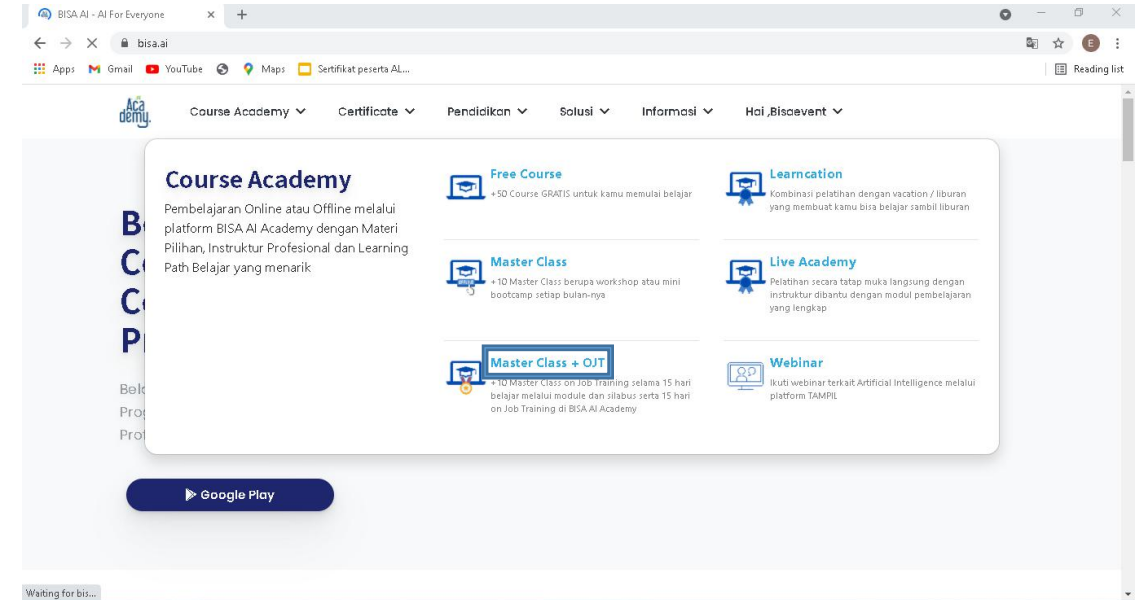 BISA AI - AI For Everyone
bisa.ai
E
Apps Gmail YouTube Maps Sertifikat peserta AL... Reading list
Aca
demy.
Course Academy Certificate Pendidikan Solusi Informasi Hai ,Bisaevent
Course Academy
Pembelajaran Online atau Offline melalui
platform BISA AI Academy dengan Materi
Pilihan, Instruktur Profesional dan Learning
Path Belajar yang menarik
Free Course
+50 Course GRATIS untuk kamu memulai belajar
Learncation
Kombinasi pelatihan dengan vacation / liburan
yang membuat kamu bisa belajar sambil liburan
Master Class
+10 Master Class berupa workshop atau mini
bootcamp setiap bulan-nya
Live Academy
Pelatihan secara tatap muka langsung dengan
instruktur dibantu dengan modul pembelajaran
yang lengkap
Master Class + OJT
+10 Master Class on Job Training selama 15 hari
belajar melalui module dan silabus serta 15 hari
on Job Training di BISA AI Academy
Webinar
Ikuti webinar terkait Artificial Intelligence melalui
platform TAMPIL
Google Play
Waiting for bis...